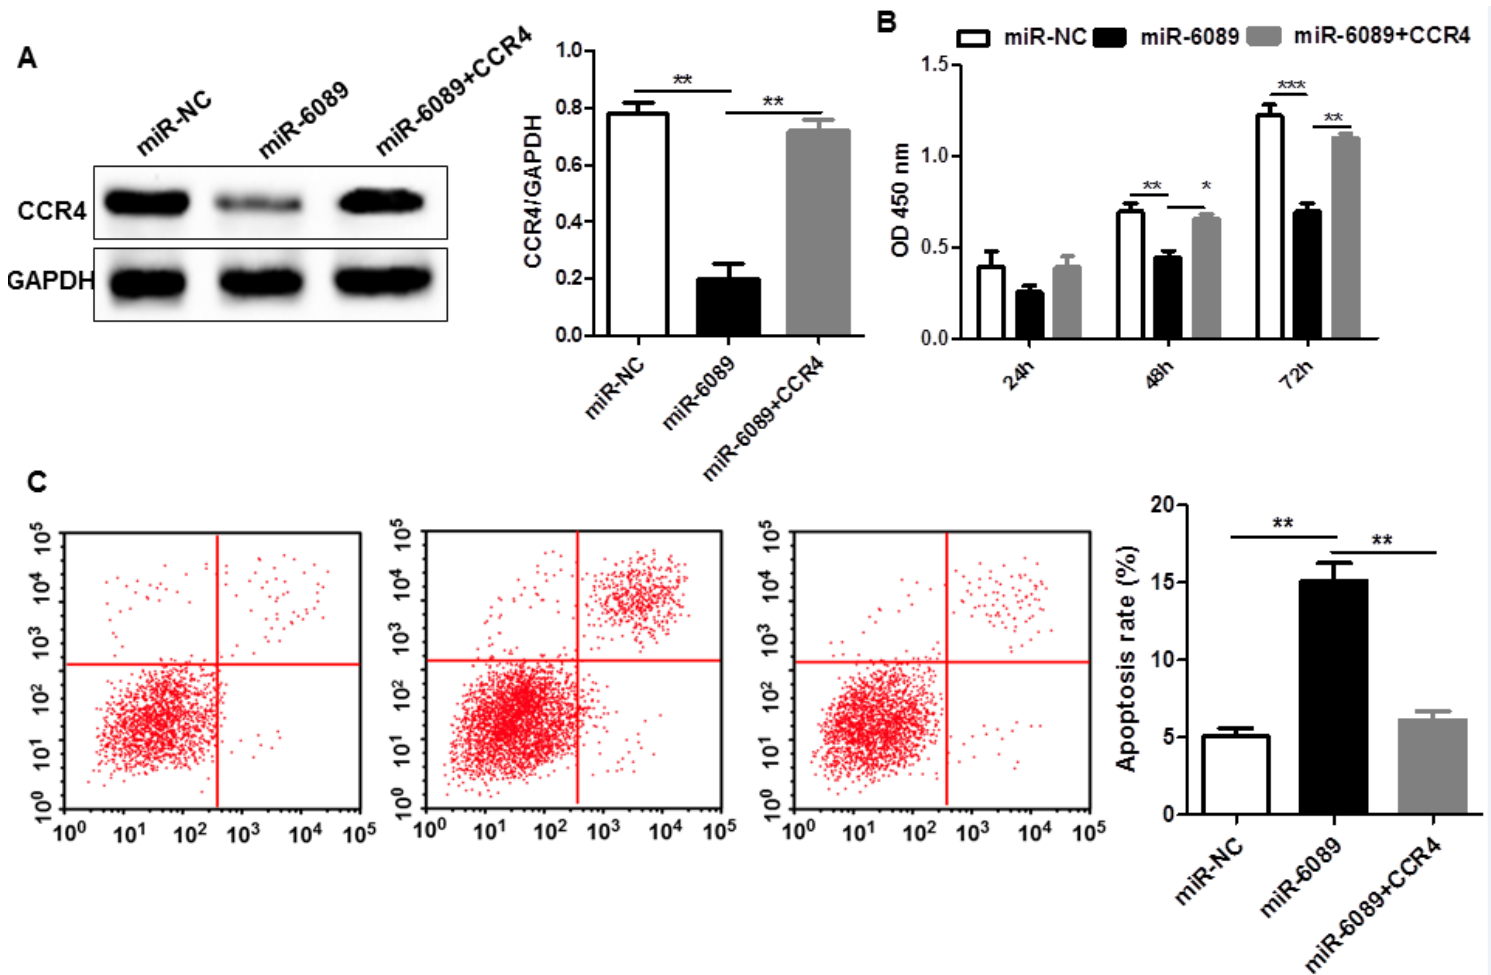 A
miR-NC
miR-6089
miR-6089+CCR4
CCR4
GAPDH
CCR4/GAPDH
1.0
0.8
0.6
0.4
0.2
0.0
**
**
miR-NC
miR-6089
miR-6089+CCR4
B
miR-NC miR-6089 miR-6089+CCR4
OD 450 nm
1.5
1.0
0.5
0.0
**
*
***
**
24h
48h
72h
C
10⁵
10⁴
10³
10²
10¹
10⁰
10⁰ 10¹ 10² 10³ 10⁴ 10⁵
10⁵
10⁴
10³
10²
10¹
10⁰
10⁰ 10¹ 10² 10³ 10⁴ 10⁵
10⁵
10⁴
10³
10²
10¹
10⁰
10⁰ 10¹ 10² 10³ 10⁴ 10⁵
Apoptosis rate (%)
20
15
10
5
0
**
**
miR-NC
miR-6089
miR-6089+CCR4